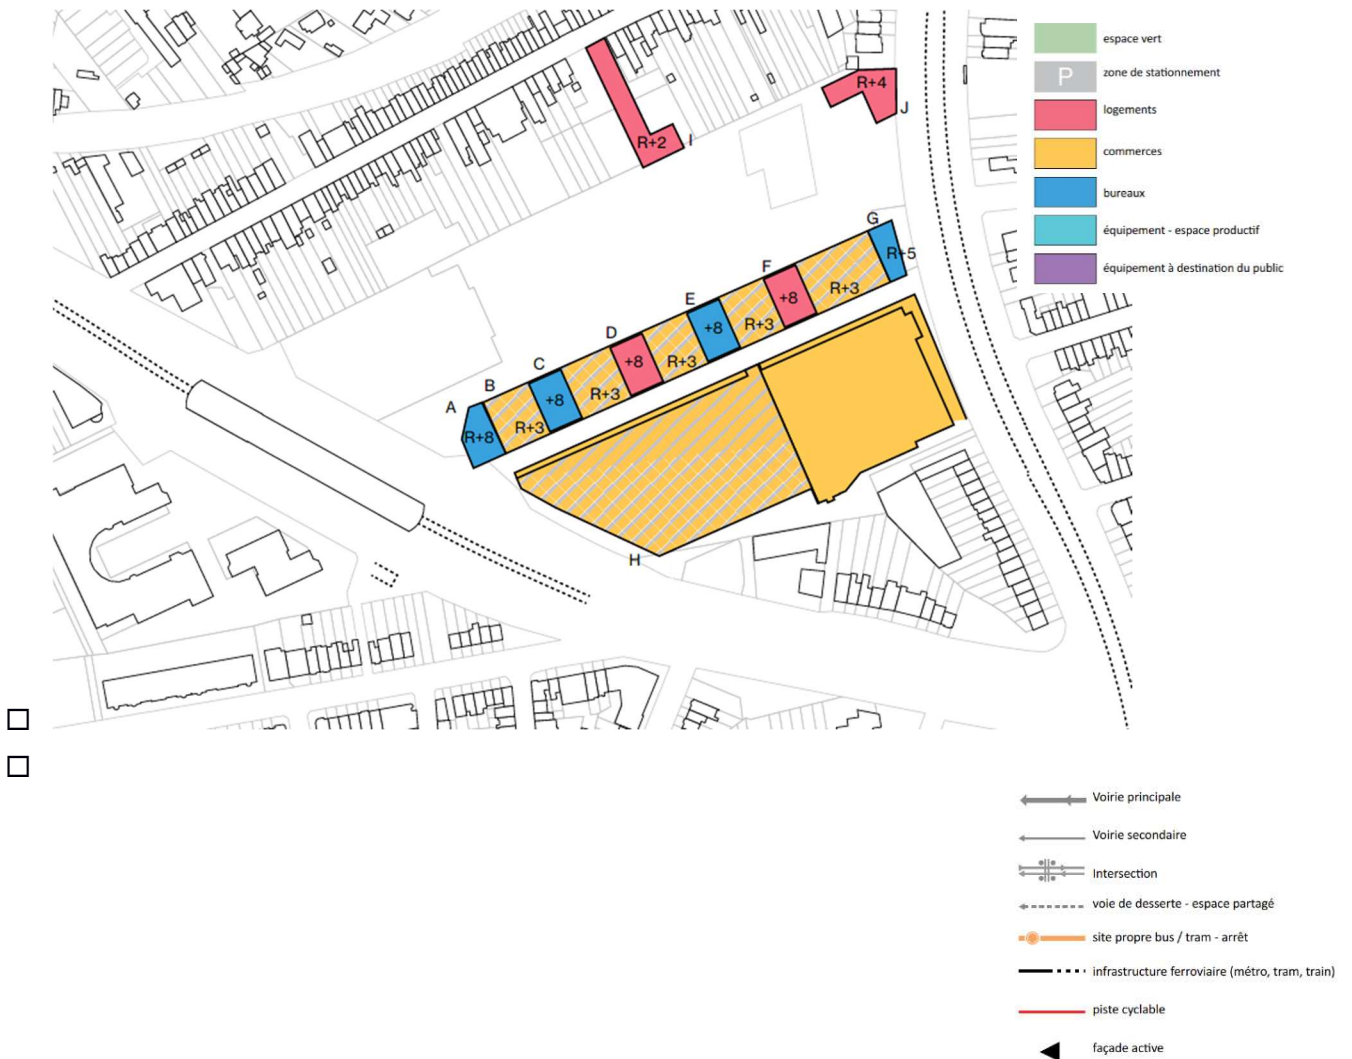 espace vert
P
zone de stationnement
logements
commerces
bureaux
équipement - espace productif
équipement à destination du public
R+4
J
R+2
I
G
R+5
F
+8
R+3
E
+8
R+3
D
+8
R+3
C
+8
R+3
B
R+3
A
R+8
H
Voirie principale
Voirie secondaire
Intersection
voie de desserte - espace partagé
site propre bus / tram - arrêt
infrastructure ferroviaire (métro, tram, train)
piste cyclable
façade active